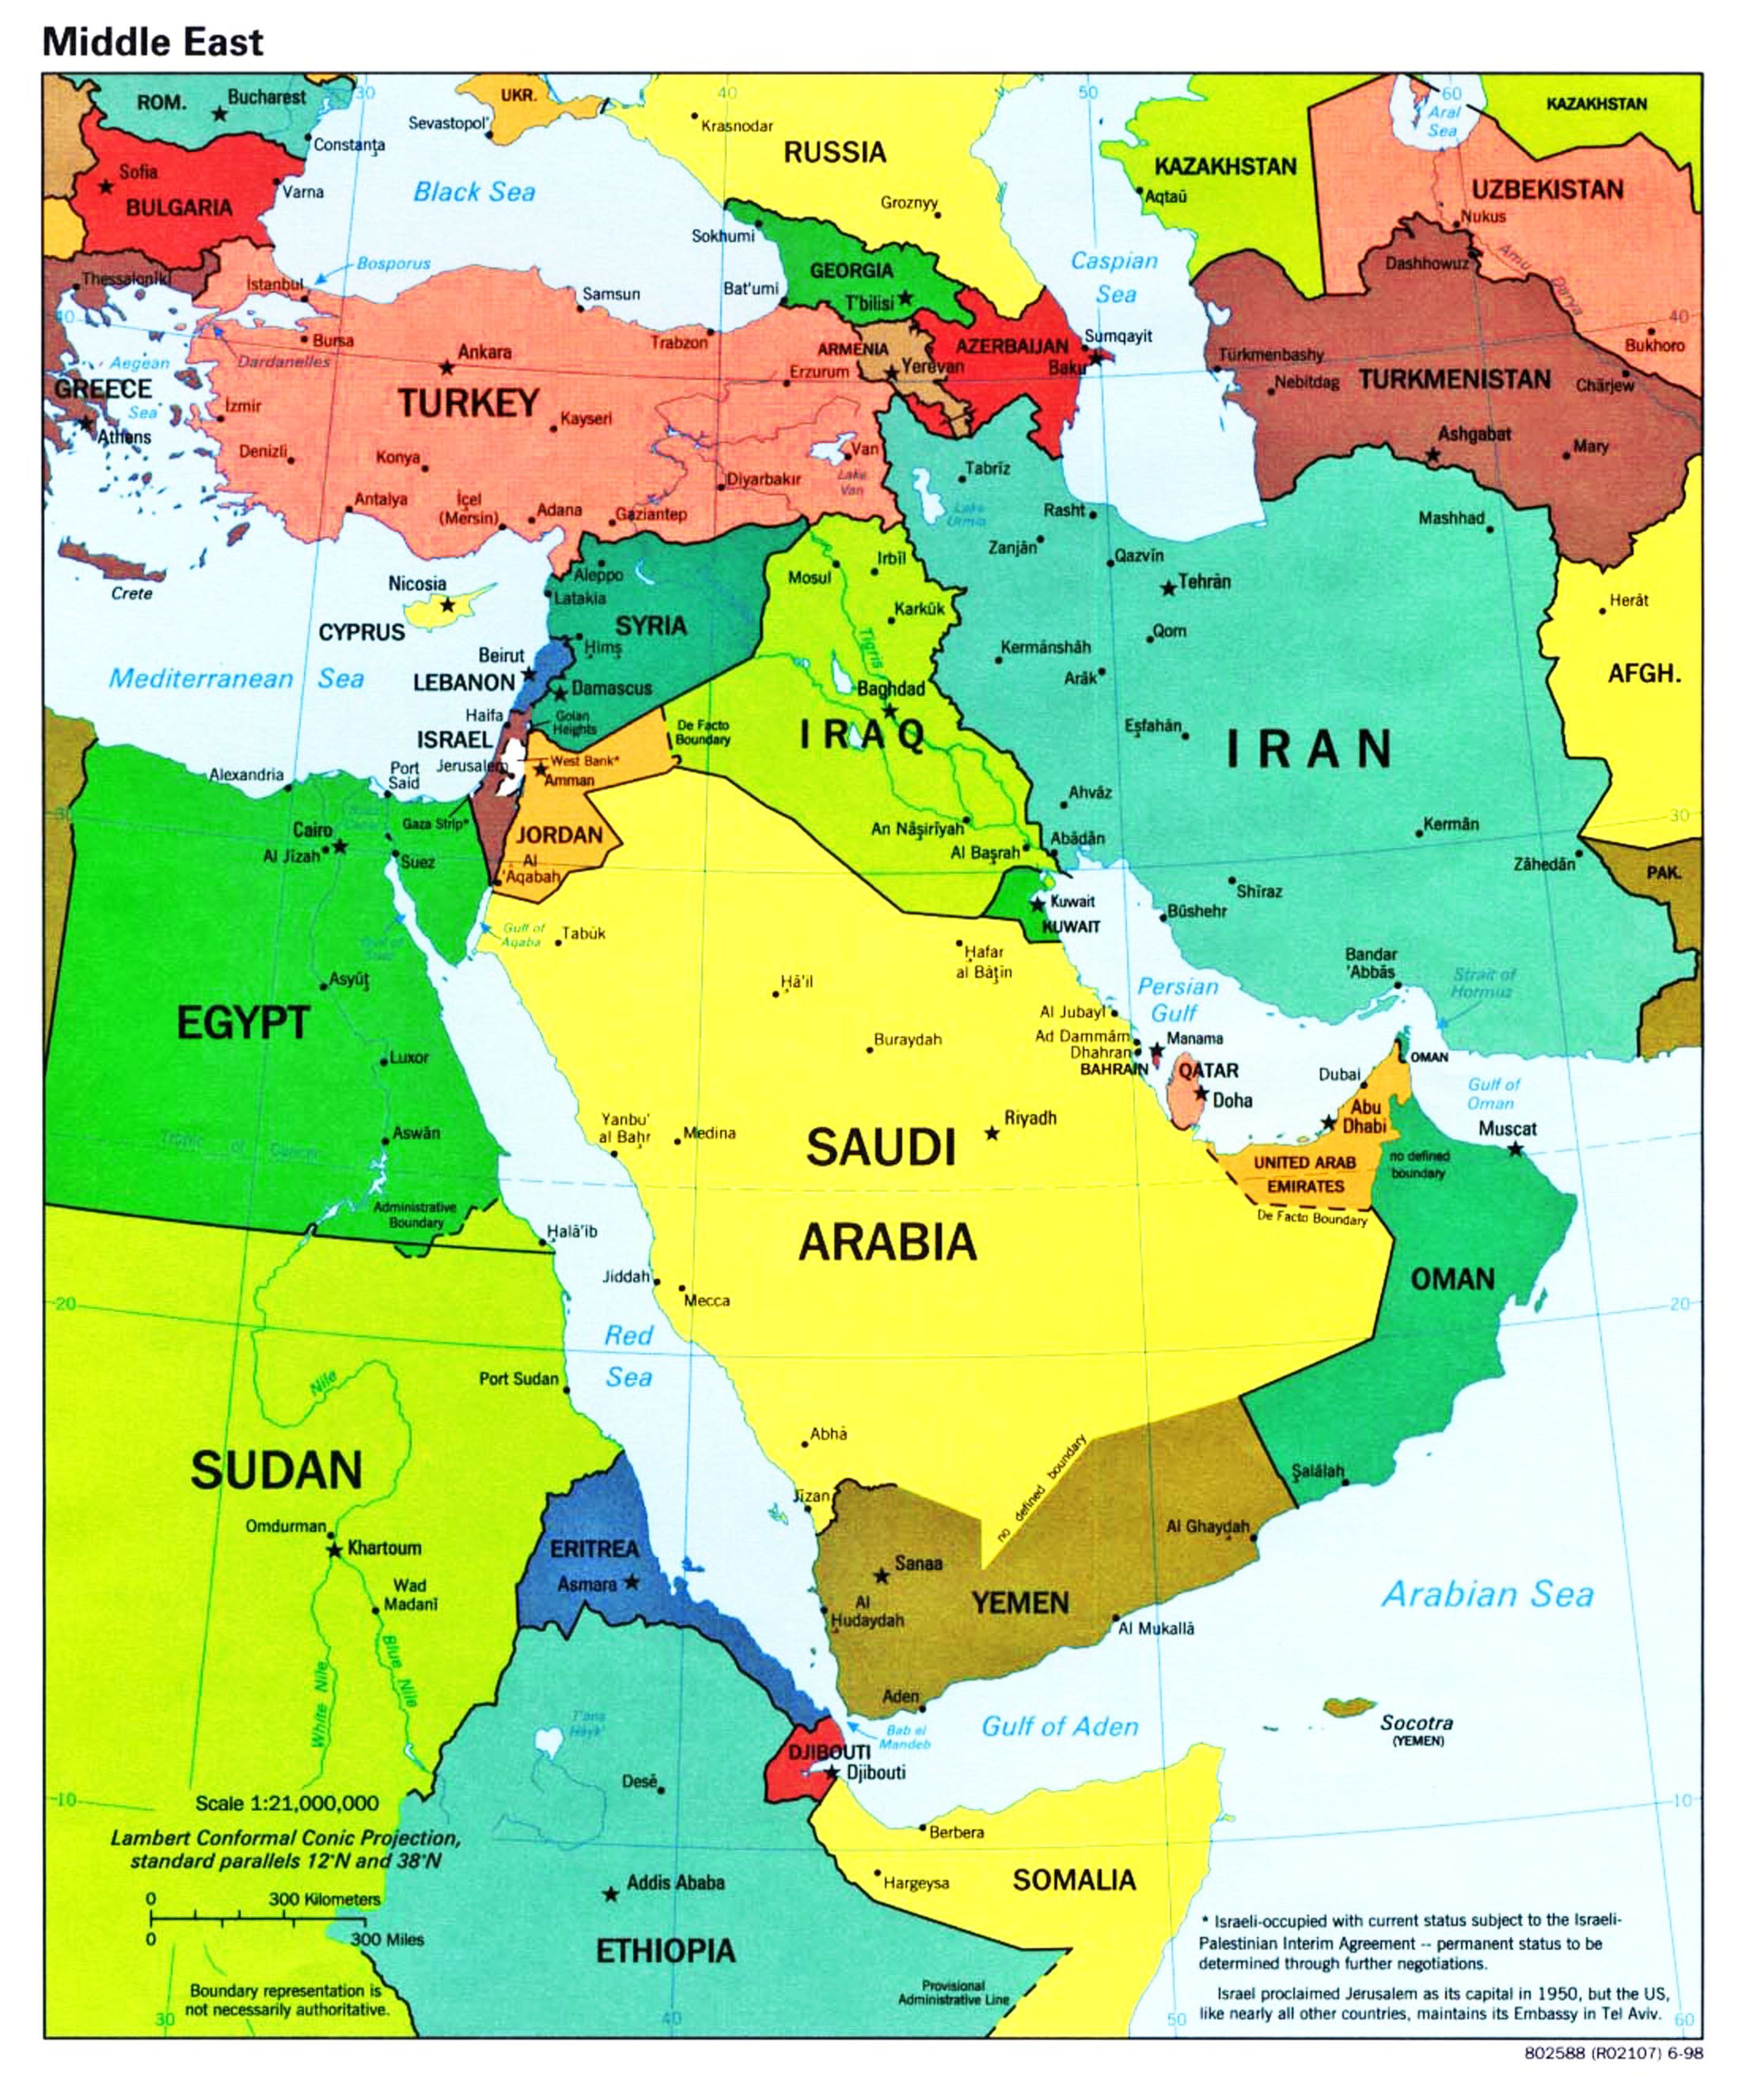 Middle East
30
40
50
60
ROM.
Bucharest
UKR.
Sevastopol'
Krasnodar
RUSSIA
KAZAKHSTAN
Aral
Sea
KAZAKHSTAN
Constanţa
Sofia
BULGARIA
Varna
Black Sea
Groznyy
Aqtaū
UZBEKISTAN
Nukus
Sokhumi
GEORGIA
T'bilisi
Bat'umi
Caspian
Sea
Dashhowuz
Amu
Darya
Thessaloníki
İstanbul
Bosporus
Samsun
40
40
Bursa
Trabzon
ARMENIA
Yerevan
AZERBAIJAN
Sumqayit
Baku
Türkmenbashy
Nebitdag
TURKMENISTAN
Chärjew
Bukhoro
Aegean
Sea
Dardanelles
Ankara
Erzurum
GREECE
Athens
İzmir
TURKEY
Kayseri
Ashgabat
Mary
Denizli
Konya
Van
Lake
Van
Tabrīz
Diyarbakır
Antalya
İçel
(Mersin)
Adana
Gaziantep
Lake
Urmia
Rasht
Mashhad
Zanjān
Qazvīn
Crete
Nicosia
CYPRUS
Aleppo
Latakia
SYRIA
Mosul
Irbīl
Tehrān
Herāt
Karkūk
Tigris
Qom
Beirut
LEBANON
Ḩimş
Damascus
Kermānshāh
Arāk
AFGH.
Mediterranean Sea
Baghdad
Haifa
Golan
Heights
De Facto
Boundary
IRAQ
Eşfahān
IRAN
ISRAEL
Jerusalem
West Bank*
Amman
Alexandria
Port
Said
Ahvāz
30
30
Cairo
Al Jīzah
Gaza Strip*
JORDAN
An Nāşirīyah
Abādān
Kermān
Suez
Al
'Aqabah
Al Başrah
Zāhedān
PAK.
Kuwait
KUWAIT
Shīrāz
Būshehr
Gulf of
Suez
Gulf of
Aqaba
Tabūk
Hafar
al Bāţin
Bandar
'Abbās
Strait of
Hormuz
Asyūţ
Ḩā'il
Persian
Gulf
EGYPT
Al Jubayl
Ad Dammām
Dhahran
BAHRAIN
Manama
Buraydah
QATAR
Doha
OMAN
Dubai
Luxor
Abu
Dhabi
Gulf of
Oman
Muscat
Aswān
Yanbu'
al Baḩr
Medina
SAUDI
Riyadh
Tropic of Cancer
UNITED ARAB
EMIRATES
no defined
boundary
De Facto Boundary
Administrative
Boundary
Ḩalā'ib
ARABIA
Jiddah
Mecca
OMAN
20
20
Red
Sea
Nile
Port Sudan
Abhā
no defined boundary
SUDAN
Şalālah
Jīzan
Omdurman
Khartoum
ERITREA
Asmara
Al Ghaydah
Sanaa
Wad
Madanī
Al
Ḩudaydah
YEMEN
Arabian Sea
Al Mukallā
White Nile
Blue Nile
Aden
T'ana
Hāyk'
Bab el
Mandeb
Gulf of Aden
Socotra
(YEMEN)
DJIBOUTI
Djibouti
Desē
10
10
Scale 1:21,000,000
Lambert Conformal Conic Projection,
standard parallels 12°N and 38°N
0 300 Kilometers
0 300 Miles
Berbera
Hargeysa
SOMALIA
Addis Ababa
ETHIOPIA
Provisional
Administrative Line
Boundary representation is
not necessarily authoritative.
* Israeli-occupied with current status subject to the Israeli-
Palestinian Interim Agreement -- permanent status to be
determined through further negotiations.
Israel proclaimed Jerusalem as its capital in 1950, but the US,
like nearly all other countries, maintains its Embassy in Tel Aviv.
30
40
50
60
802588 (R02107) 6-98